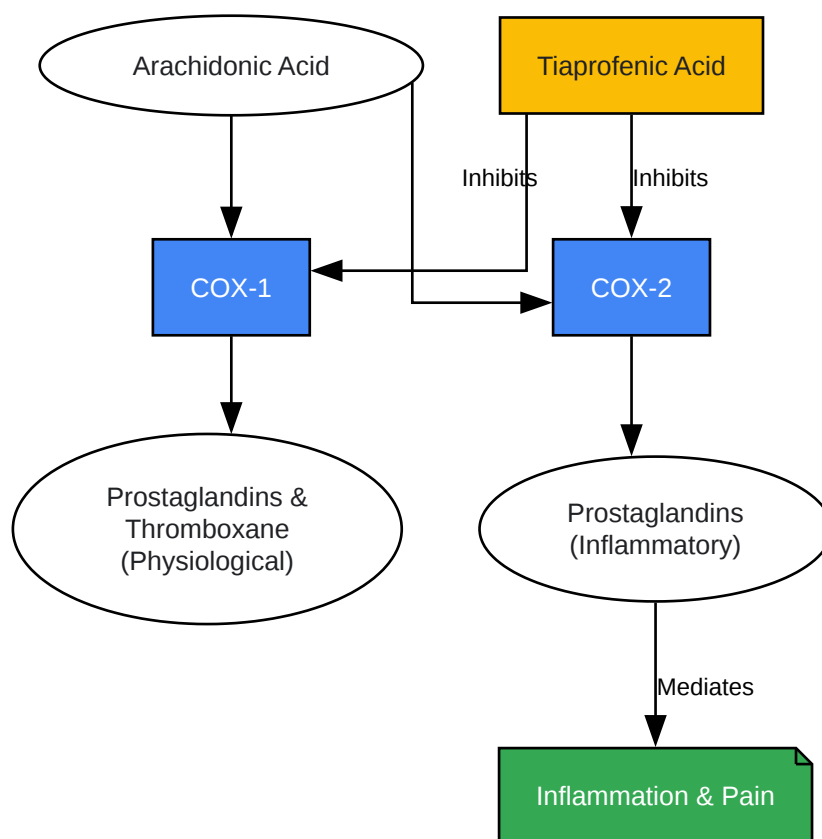 Arachidonic Acid
Tiaprofenic Acid
Inhibits
Inhibits
COX-1
COX-2
Prostaglandins &
Thromboxane
(Physiological)
Prostaglandins
(Inflammatory)
Mediates
Inflammation & Pain